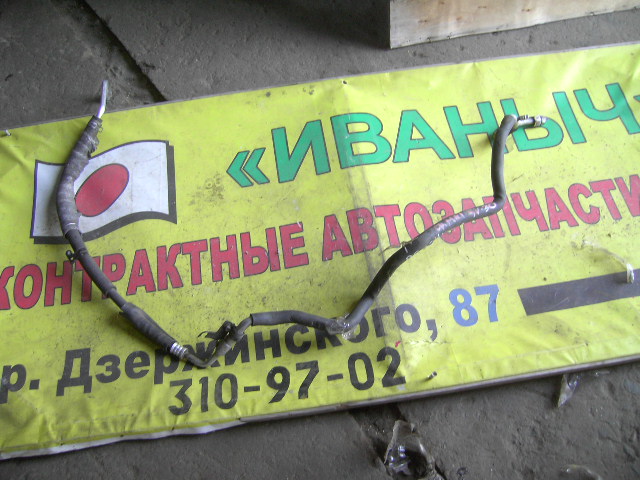 «ИВАНЫЧ
КОНТРАКТНЫЕ АВТОЗАПЧАСТИ
р. Дзержинского, 87
310-97-02